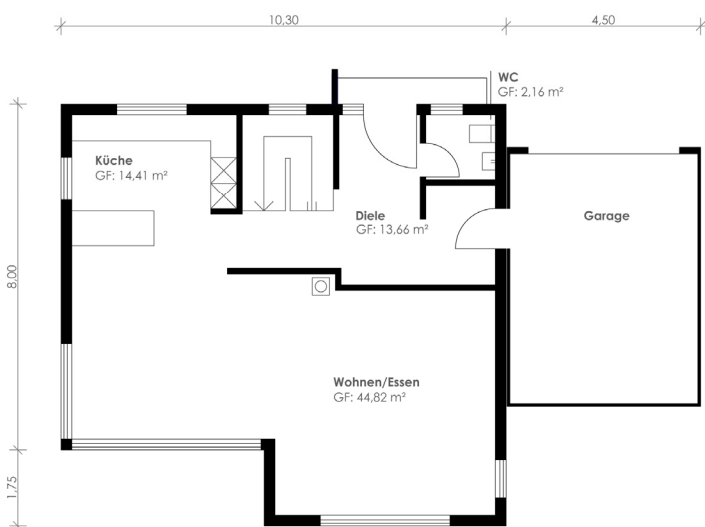 10,30
4,50
WC
GF: 2,16 m²
Küche
GF: 14,41 m²
Diele
GF: 13,66 m²
Garage
8,00
Wohnen/Essen
GF: 44,82 m²
1,75